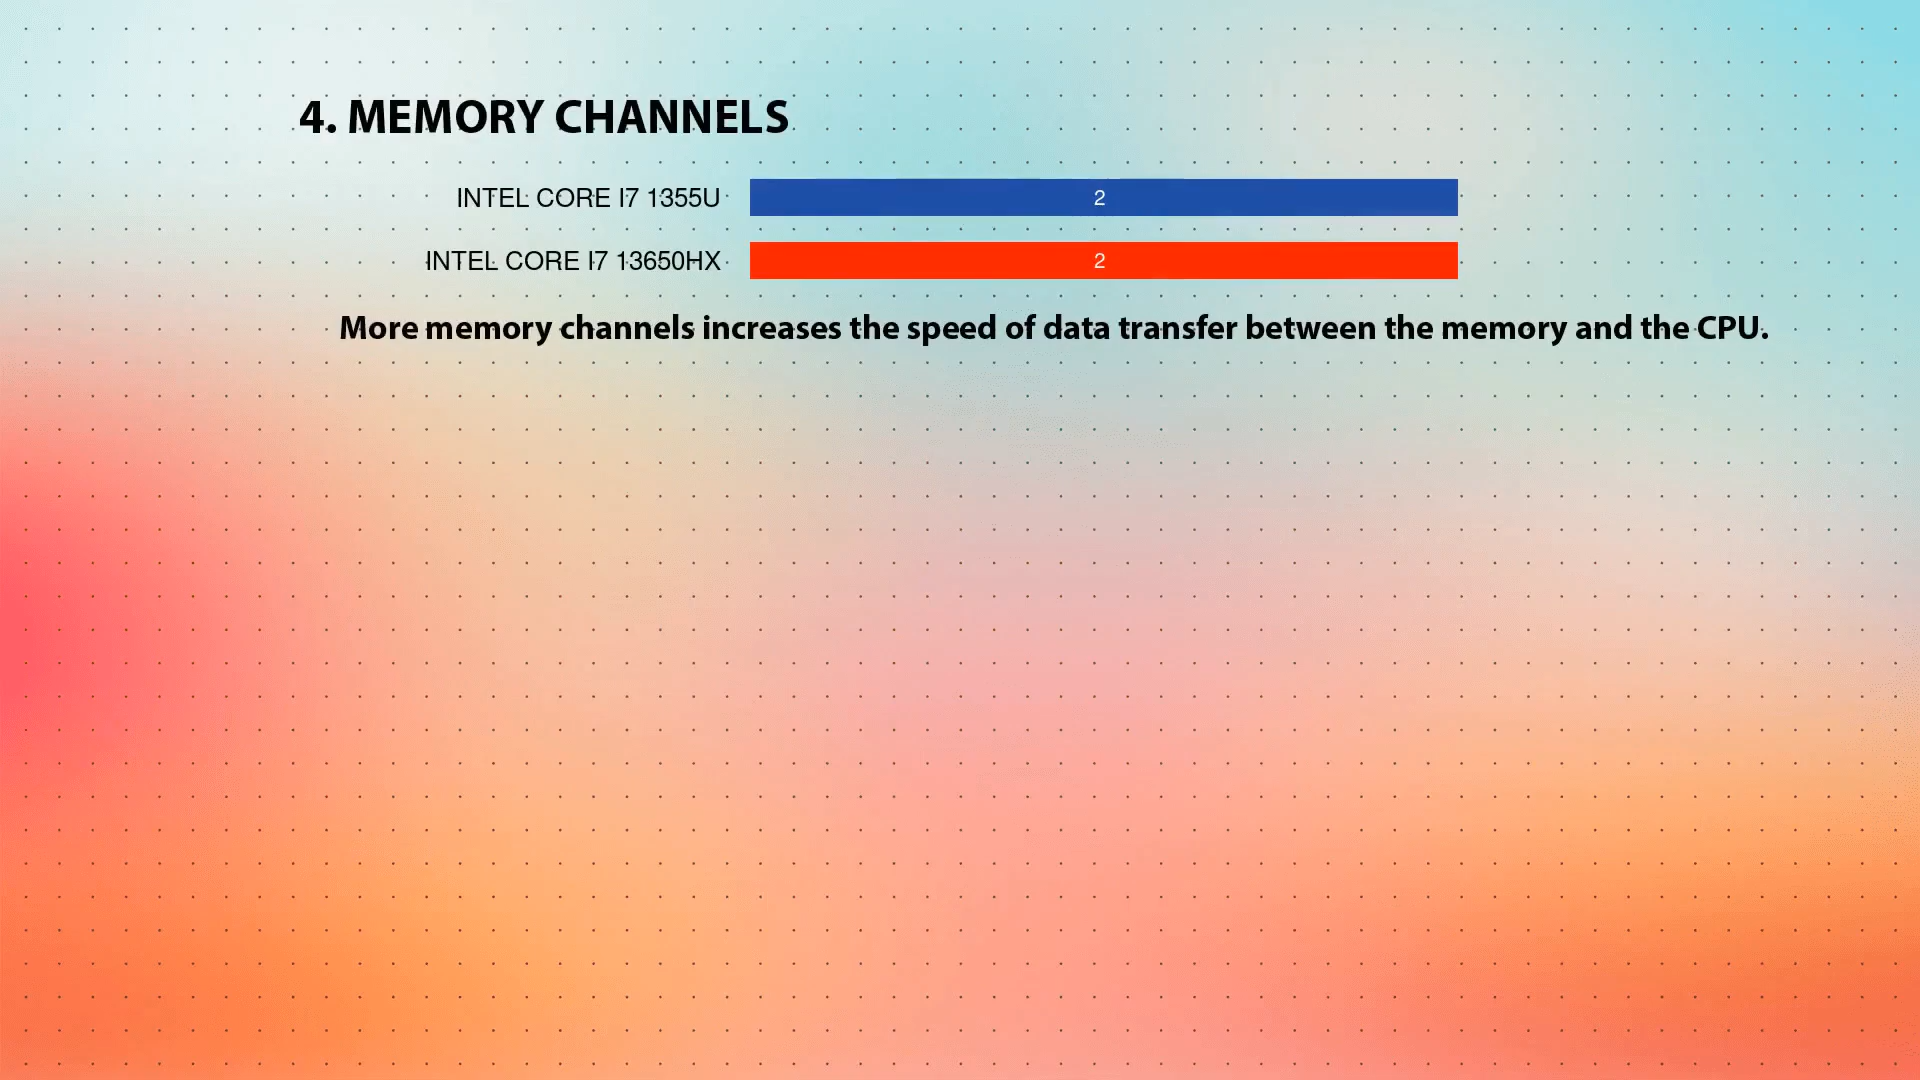 4. MEMORY CHANNELS
INTEL CORE I7 1355U
2
INTEL CORE I7 13650HX
2
More memory channels increases the speed of data transfer between the memory and the CPU.